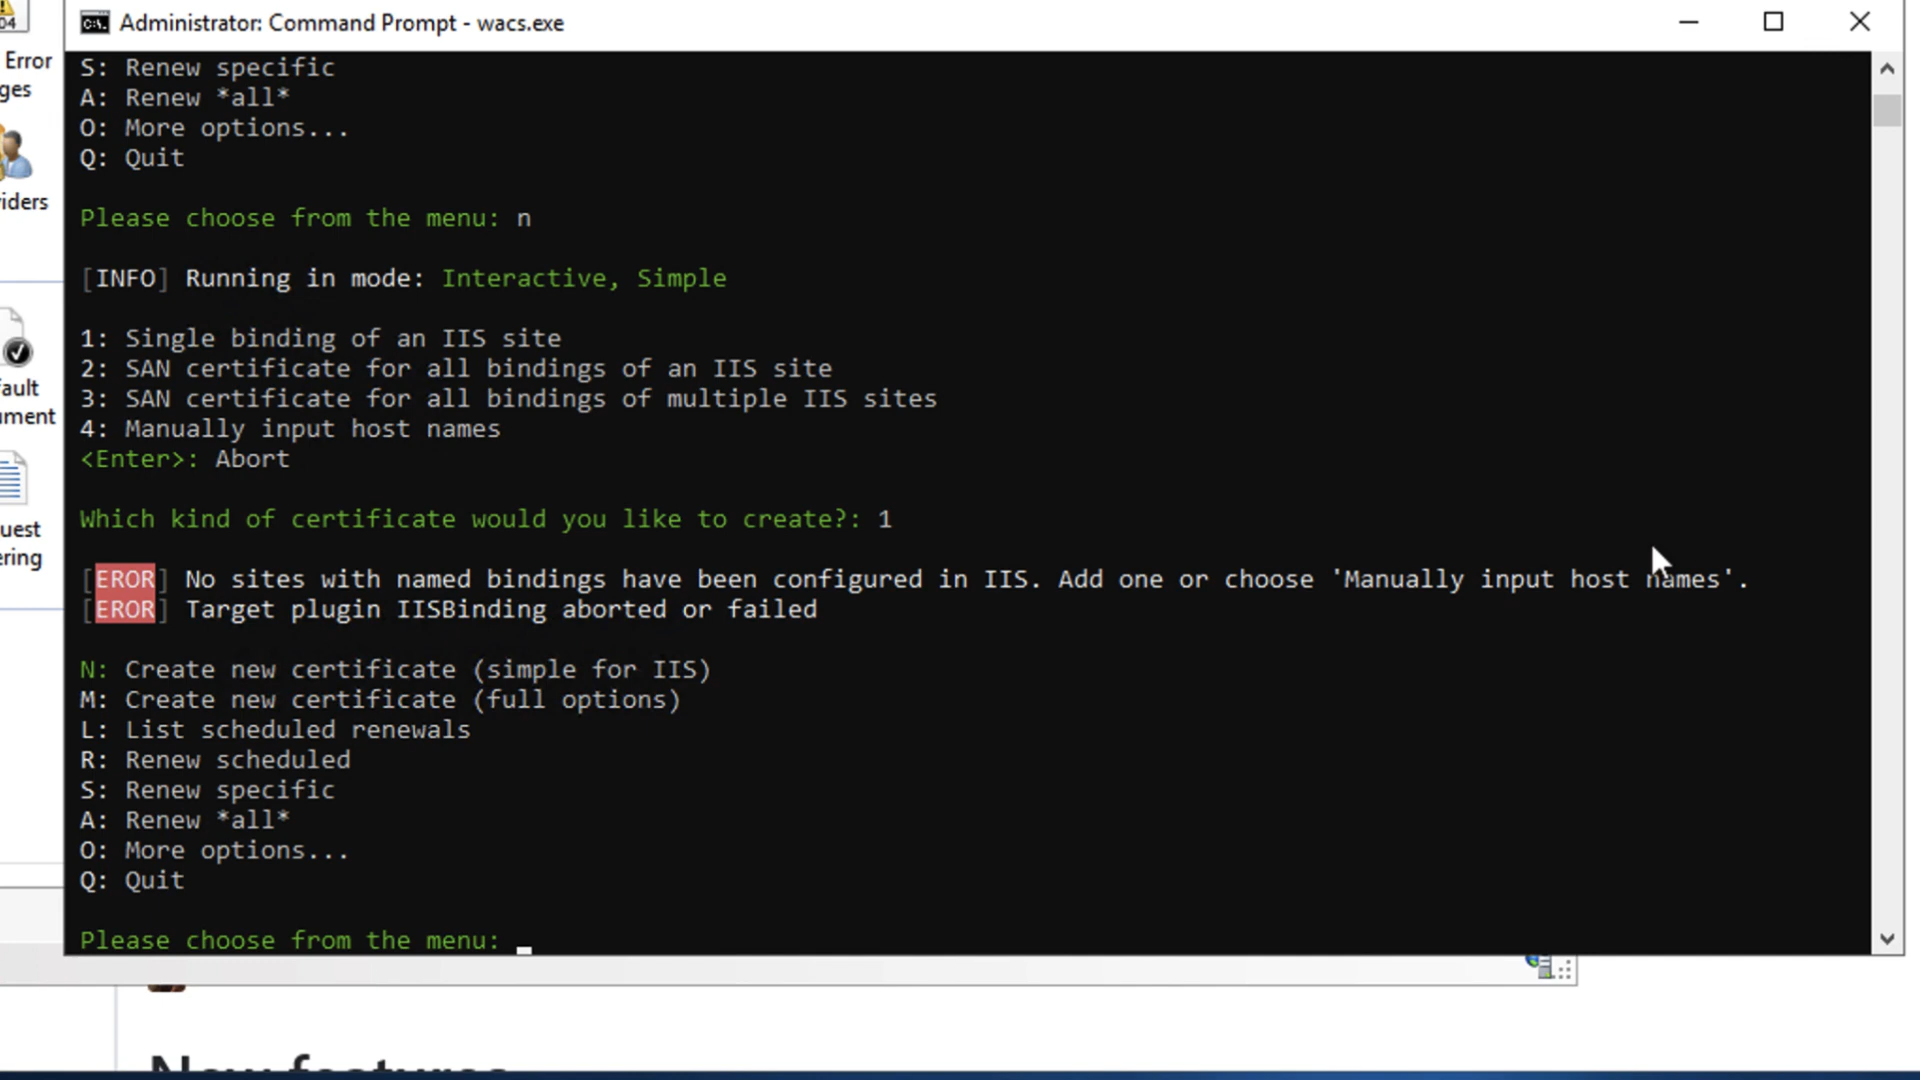 Administrator: Command Prompt - wacs.exe
04
Error
ges
iders
ault
ument
uest
ering
S: Renew specific
A: Renew *all*
O: More options...
Q: Quit
Please choose from the menu: n
[INFO] Running in mode: Interactive, Simple
1: Single binding of an IIS site
2: SAN certificate for all bindings of an IIS site
3: SAN certificate for all bindings of multiple IIS sites
4: Manually input host names
<Enter>: Abort
Which kind of certificate would you like to create?: 1
[EROR] No sites with named bindings have been configured in IIS. Add one or choose 'Manually input host names'.
[EROR] Target plugin IISBinding aborted or failed
N: Create new certificate (simple for IIS)
M: Create new certificate (full options)
L: List scheduled renewals
R: Renew scheduled
S: Renew specific
A: Renew *all*
O: More options...
Q: Quit
Please choose from the menu:
New features